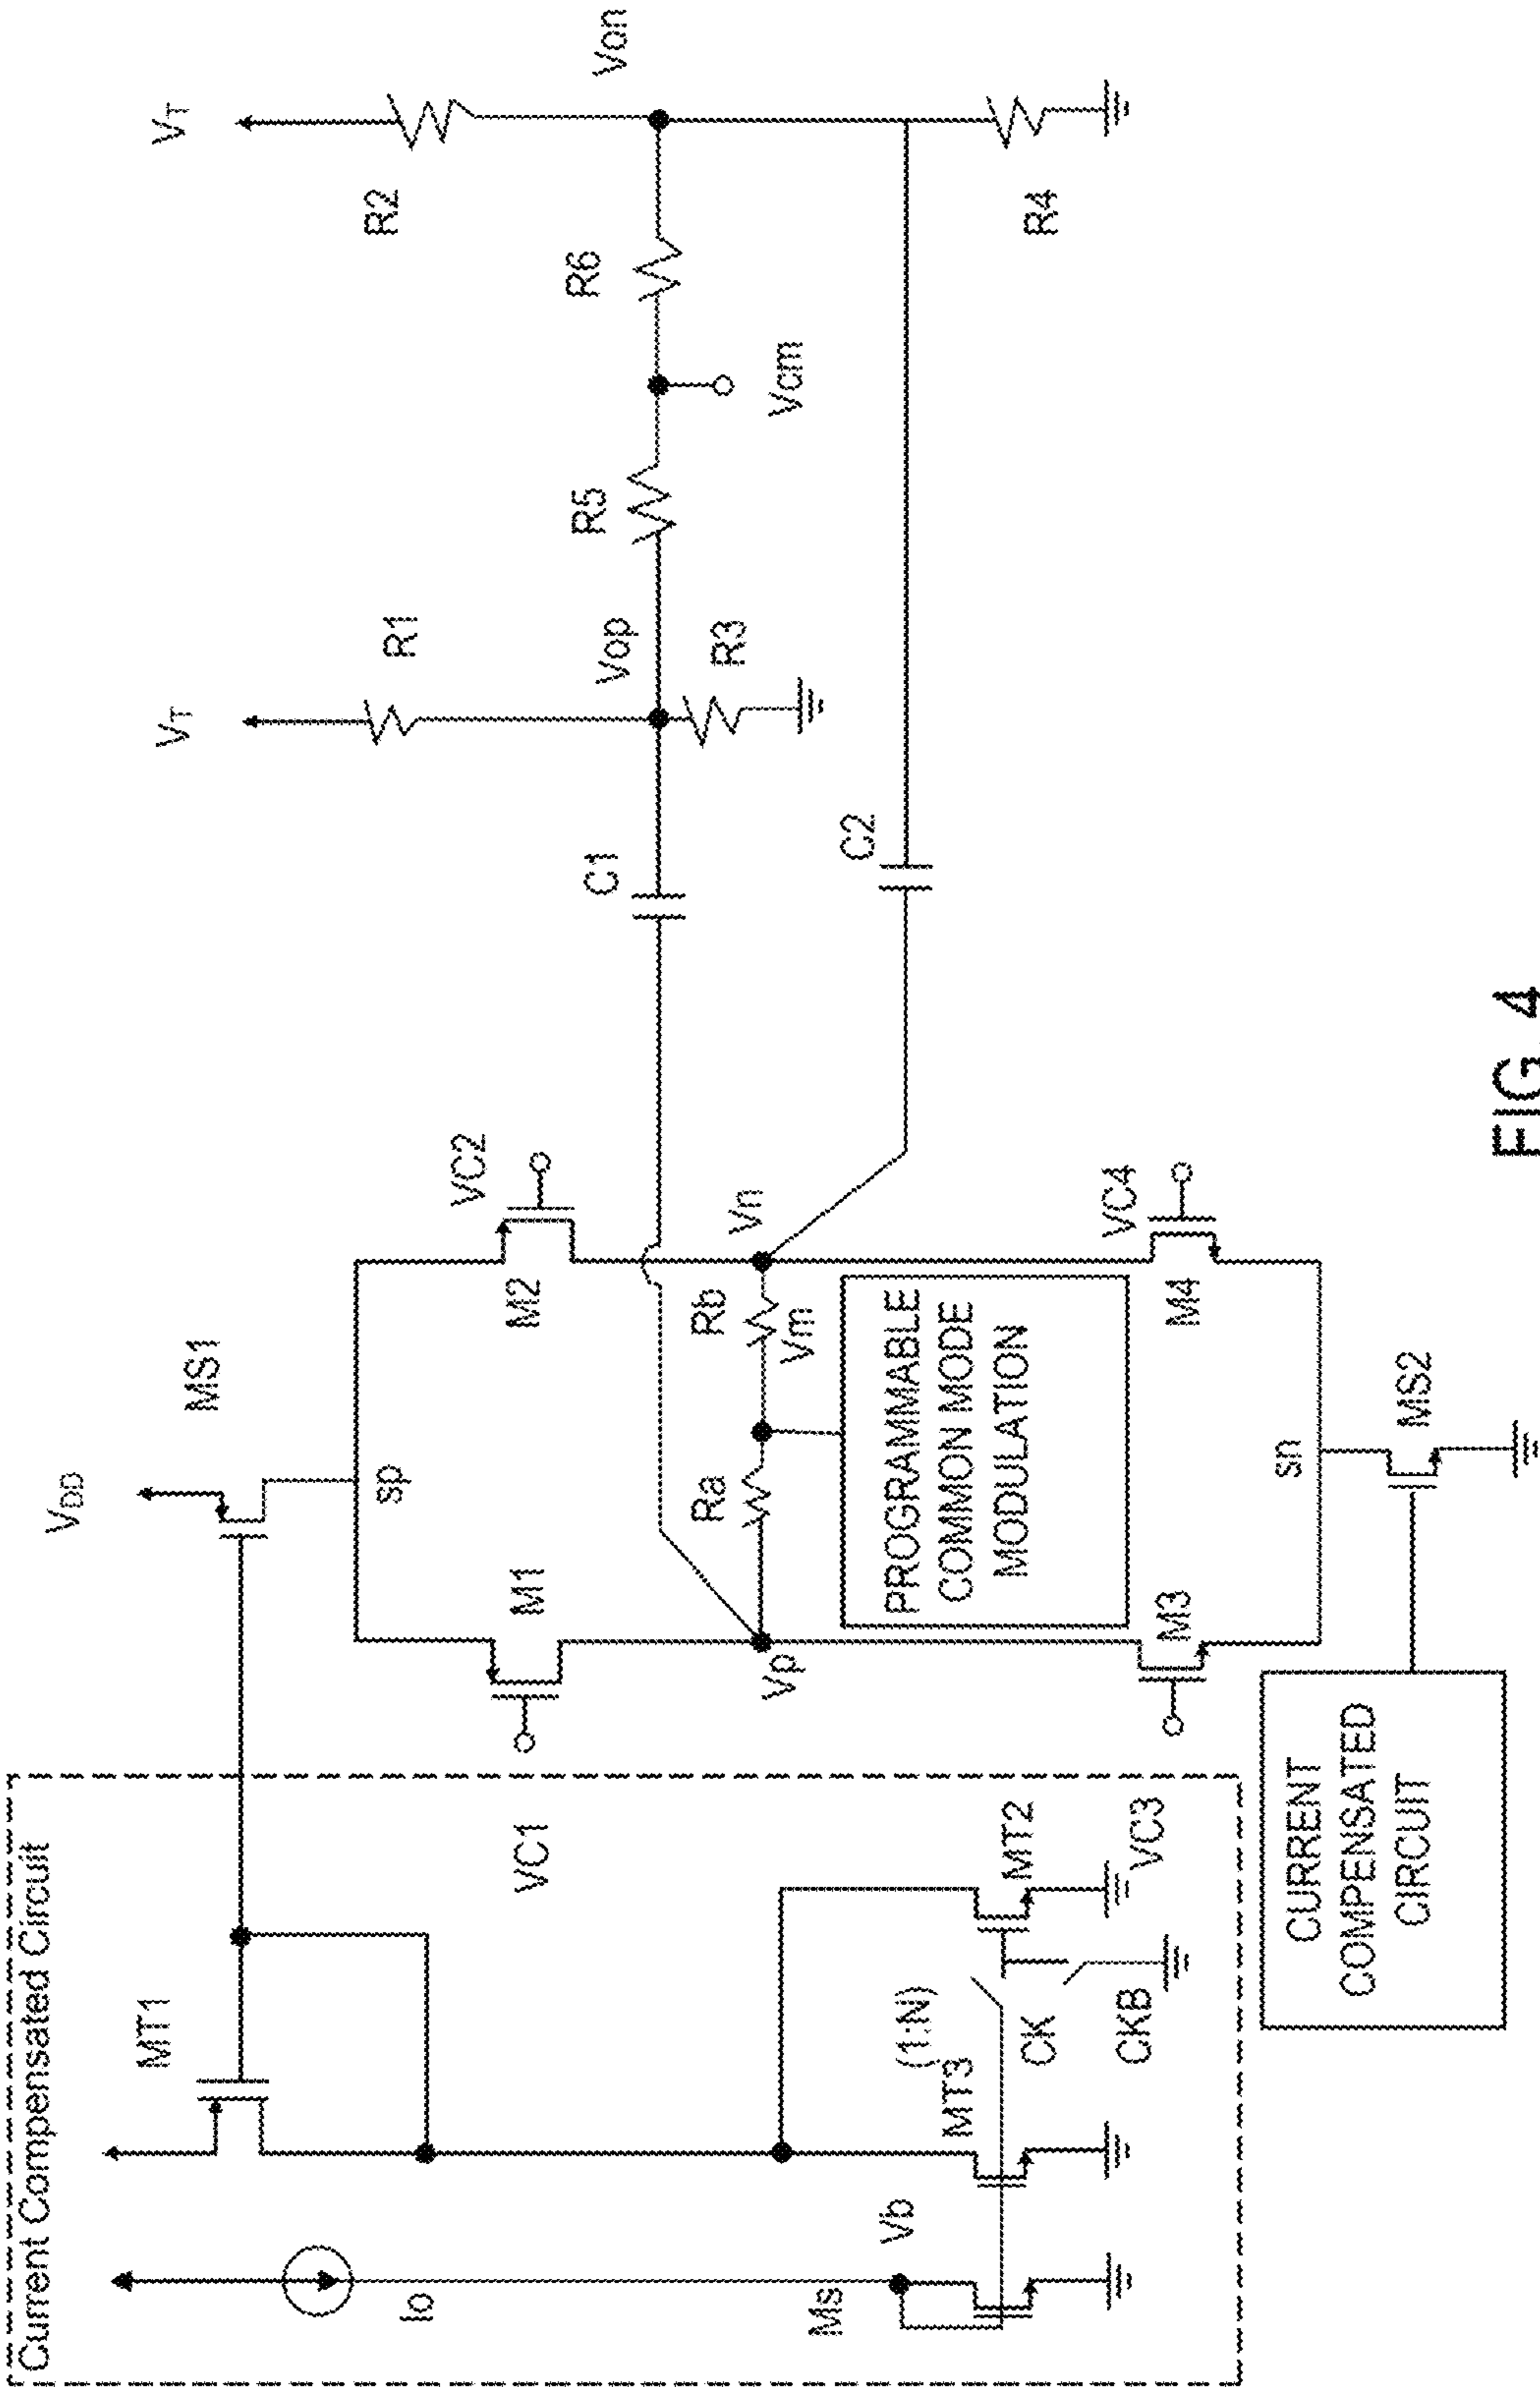 Current Compensated Circuit
MT1
Io
Vb
Ms
MT3
(1:N)
CK
CKB
MT2
VC1
VC3
VDD
MS1
sp
M1
M2
VC2
Vp
Ra
Rb
Vm
Vn
PROGRAMMABLE
COMMON MODE
MODULATION
M3
M4
VC4
sn
MS2
CURRENT
COMPENSATED
CIRCUIT
C1
C2
VT
R1
Vop
R3
R5
Vcm
R6
VT
R2
Von
R4
FIG. 4